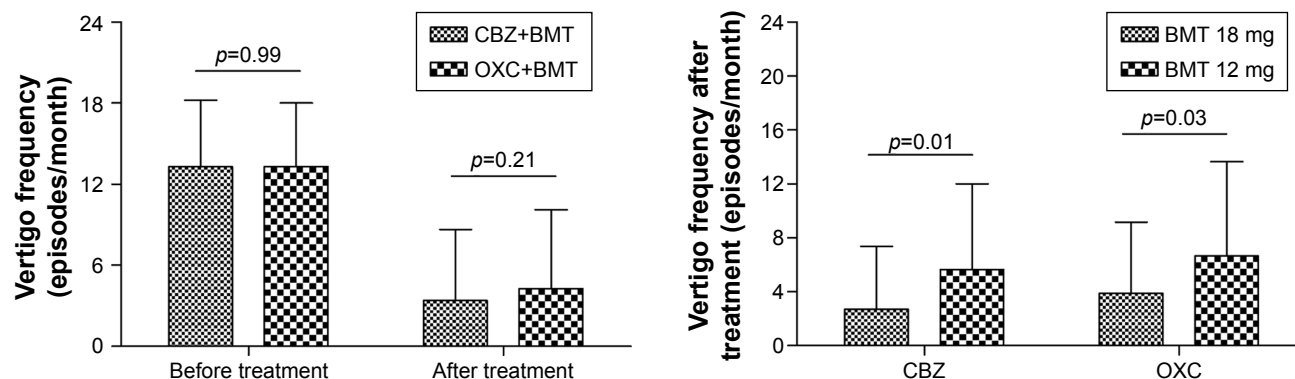 Vertigo frequency
(episodes/month)
24
18
12
6
0
CBZ+BMT
OXC+BMT
p=0.99
p=0.21
Before treatment
After treatment
Vertigo frequency after
treatment (episodes/month)
24
20
16
12
8
4
0
BMT 18 mg
BMT 12 mg
p=0.01
p=0.03
CBZ
OXC